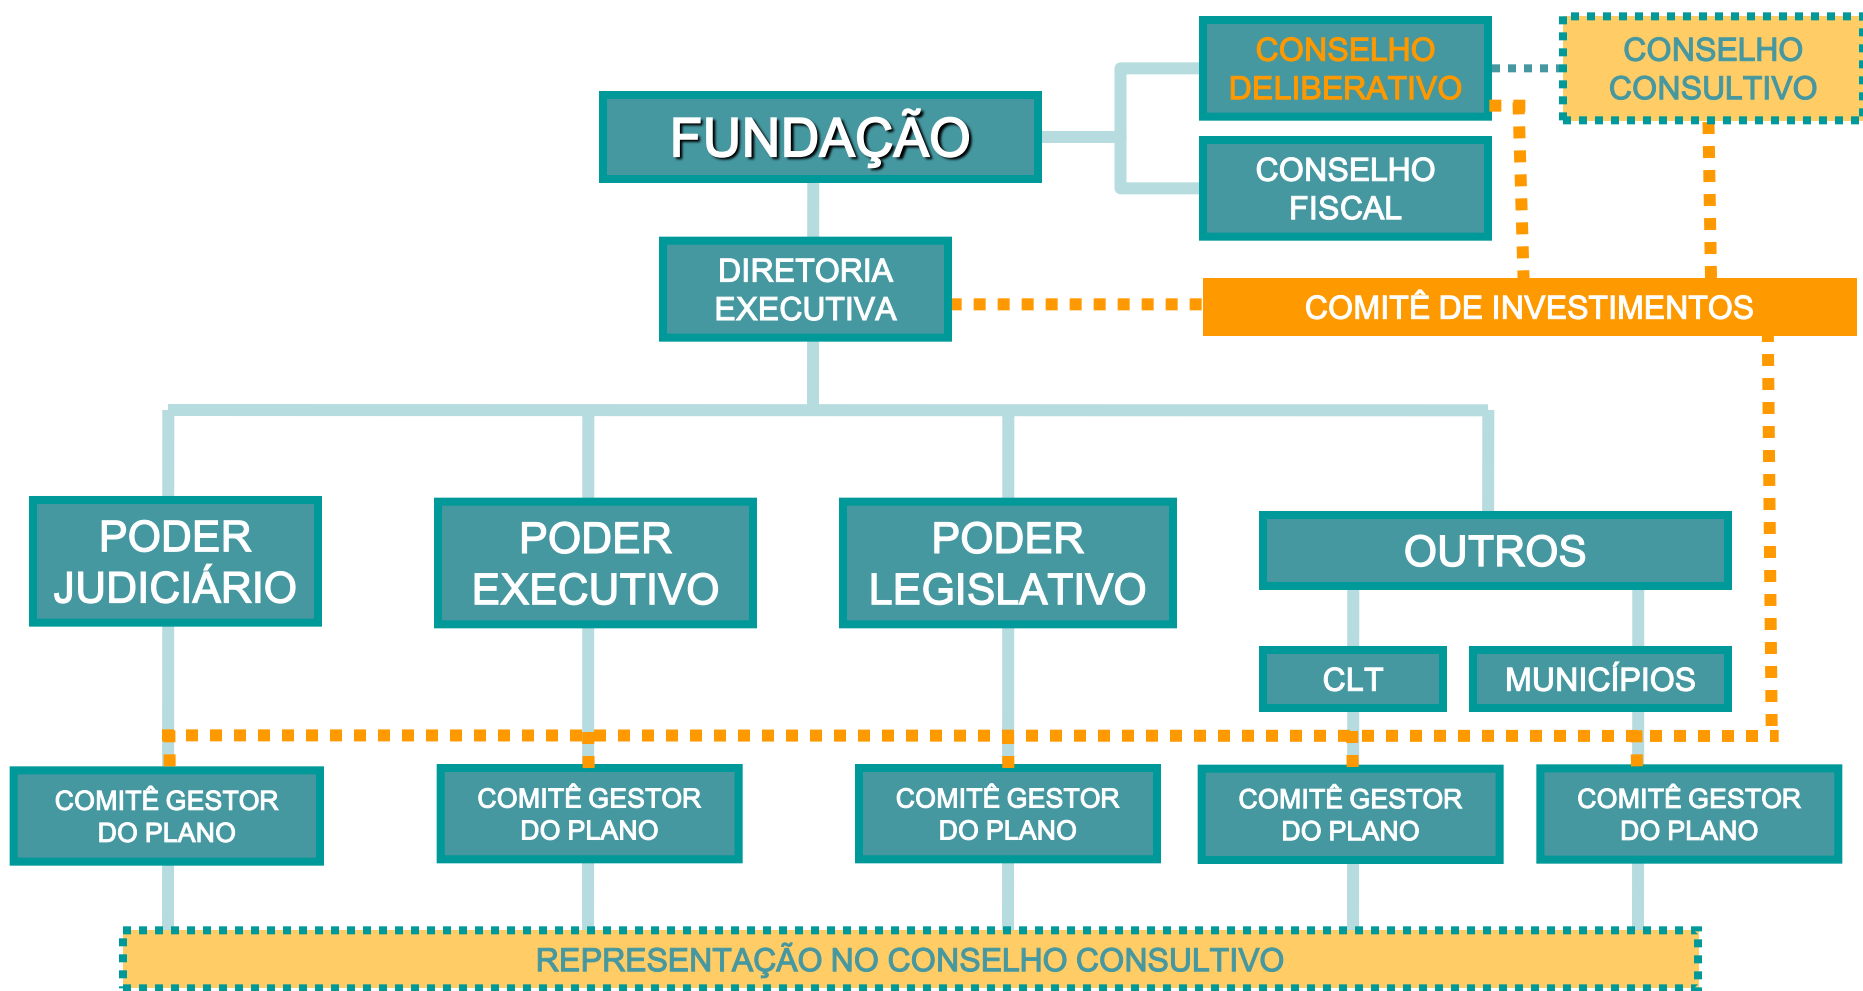 CONSELHO
DELIBERATIVO
CONSELHO
CONSULTIVO
FUNDAÇÃO
CONSELHO
FISCAL
DIRETORIA
EXECUTIVA
COMITÊ DE INVESTIMENTOS
PODER
JUDICIÁRIO
PODER
EXECUTIVO
PODER
LEGISLATIVO
OUTROS
CLT
MUNICÍPIOS
COMITÊ GESTOR
DO PLANO
COMITÊ GESTOR
DO PLANO
COMITÊ GESTOR
DO PLANO
COMITÊ GESTOR
DO PLANO
COMITÊ GESTOR
DO PLANO
REPRESENTAÇÃO NO CONSELHO CONSULTIVO